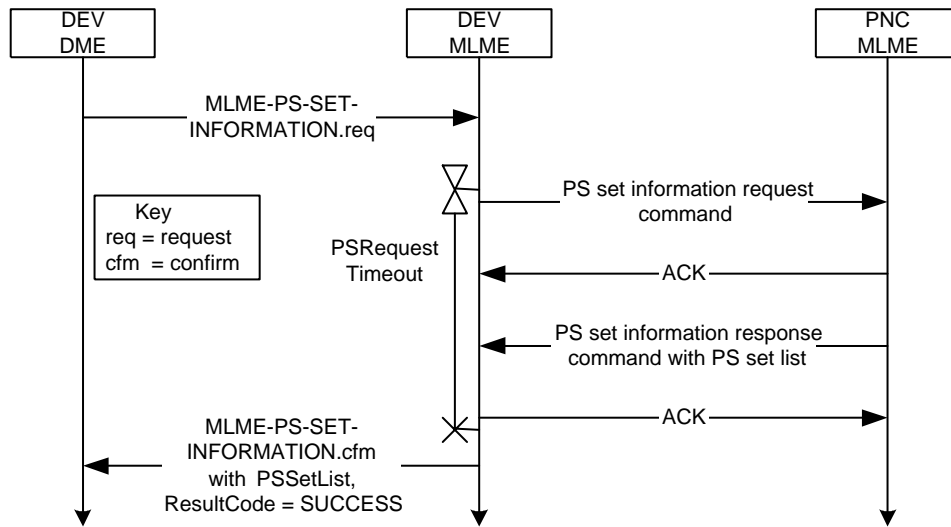 DEV
DME
DEV
MLME
PNC
MLME
MLME-PS-SET-
INFORMATION.req
PS set information request
command
Key
req = request
cfm = confirm
PSRequest
Timeout
ACK
PS set information response
command with PS set list
ACK
MLME-PS-SET-
INFORMATION.cfm
with PSSetList,
ResultCode = SUCCESS